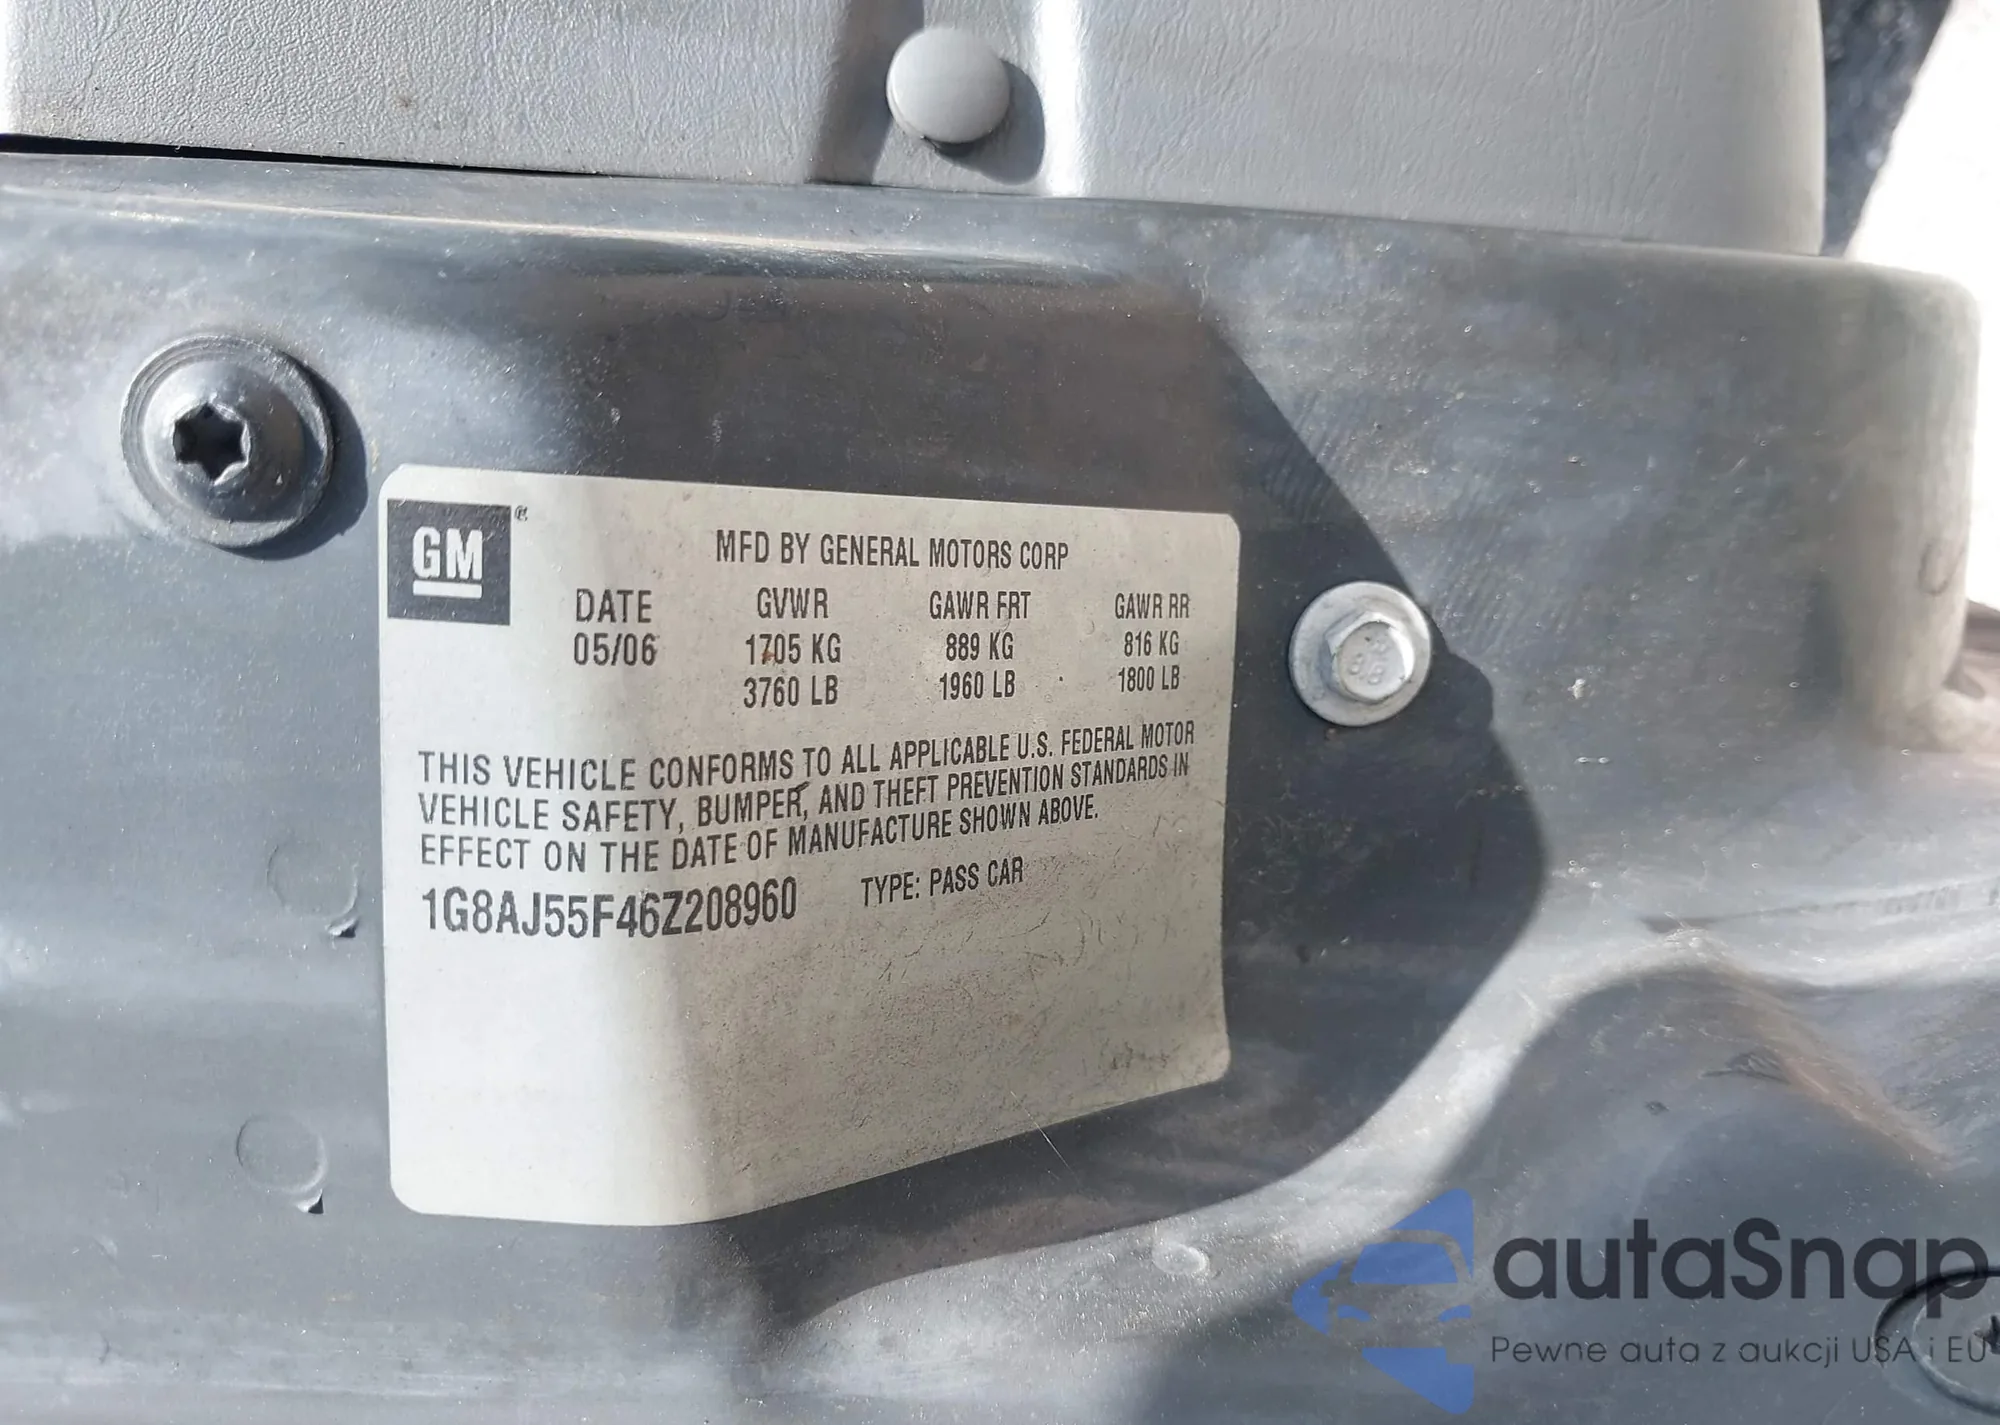 GM
MFD BY GENERAL MOTORS CORP
DATE GVWR GAWR FRT GAWR RR
05/06 1705 KG 889 KG 816 KG
3760 LB 1960 LB 1800 LB
THIS VEHICLE CONFORMS TO ALL APPLICABLE U.S. FEDERAL MOTOR
VEHICLE SAFETY, BUMPER, AND THEFT PREVENTION STANDARDS IN
EFFECT ON THE DATE OF MANUFACTURE SHOWN ABOVE.
1G8AJ55F46Z208960 TYPE: PASS CAR
autaSnap
Pewne auta z aukcji USA i EU